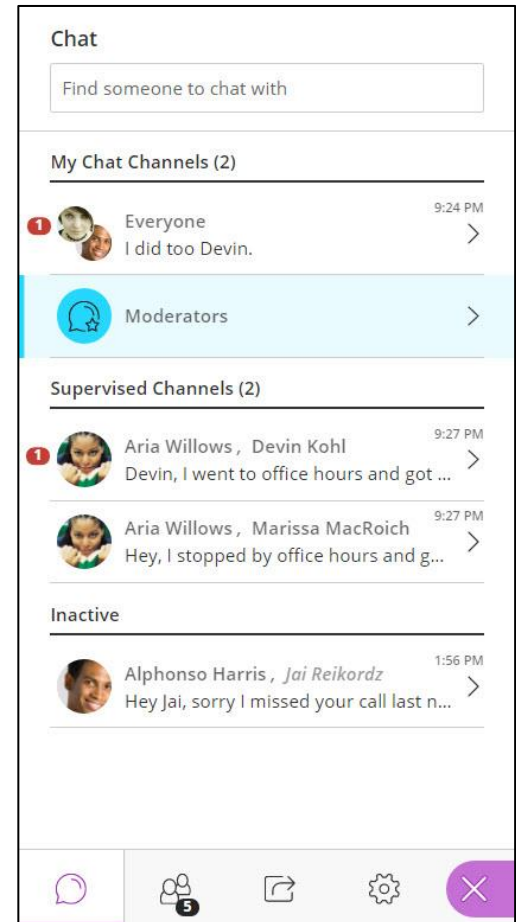 Chat
Find someone to chat with
My Chat Channels (2)
9:24 PM
1
Everyone
I did too Devin.
Moderators
Supervised Channels (2)
9:27 PM
1
Aria Willows , Devin Kohl
Devin, I went to office hours and got ...
9:27 PM
Aria Willows , Marissa MacRoich
Hey, I stopped by office hours and g...
Inactive
1:56 PM
Alphonso Harris , Jai Reikordz
Hey Jai, sorry I missed your call last n...
5